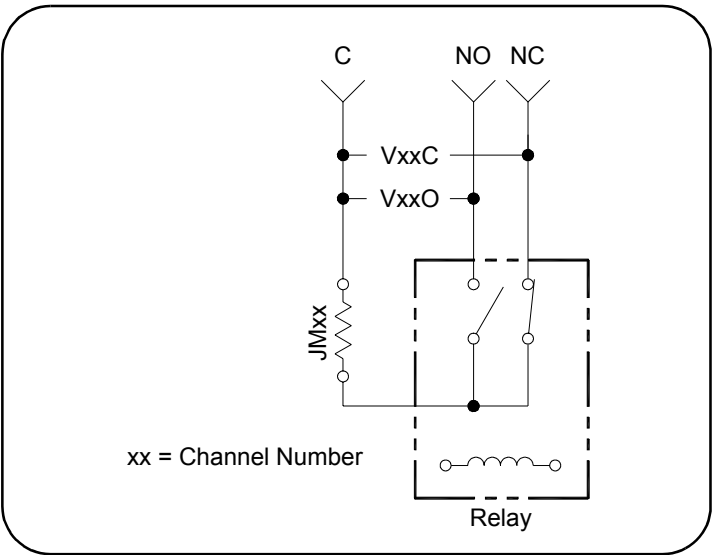 C NO NC
VxxC
VxxO
JMxx
xx = Channel Number
Relay